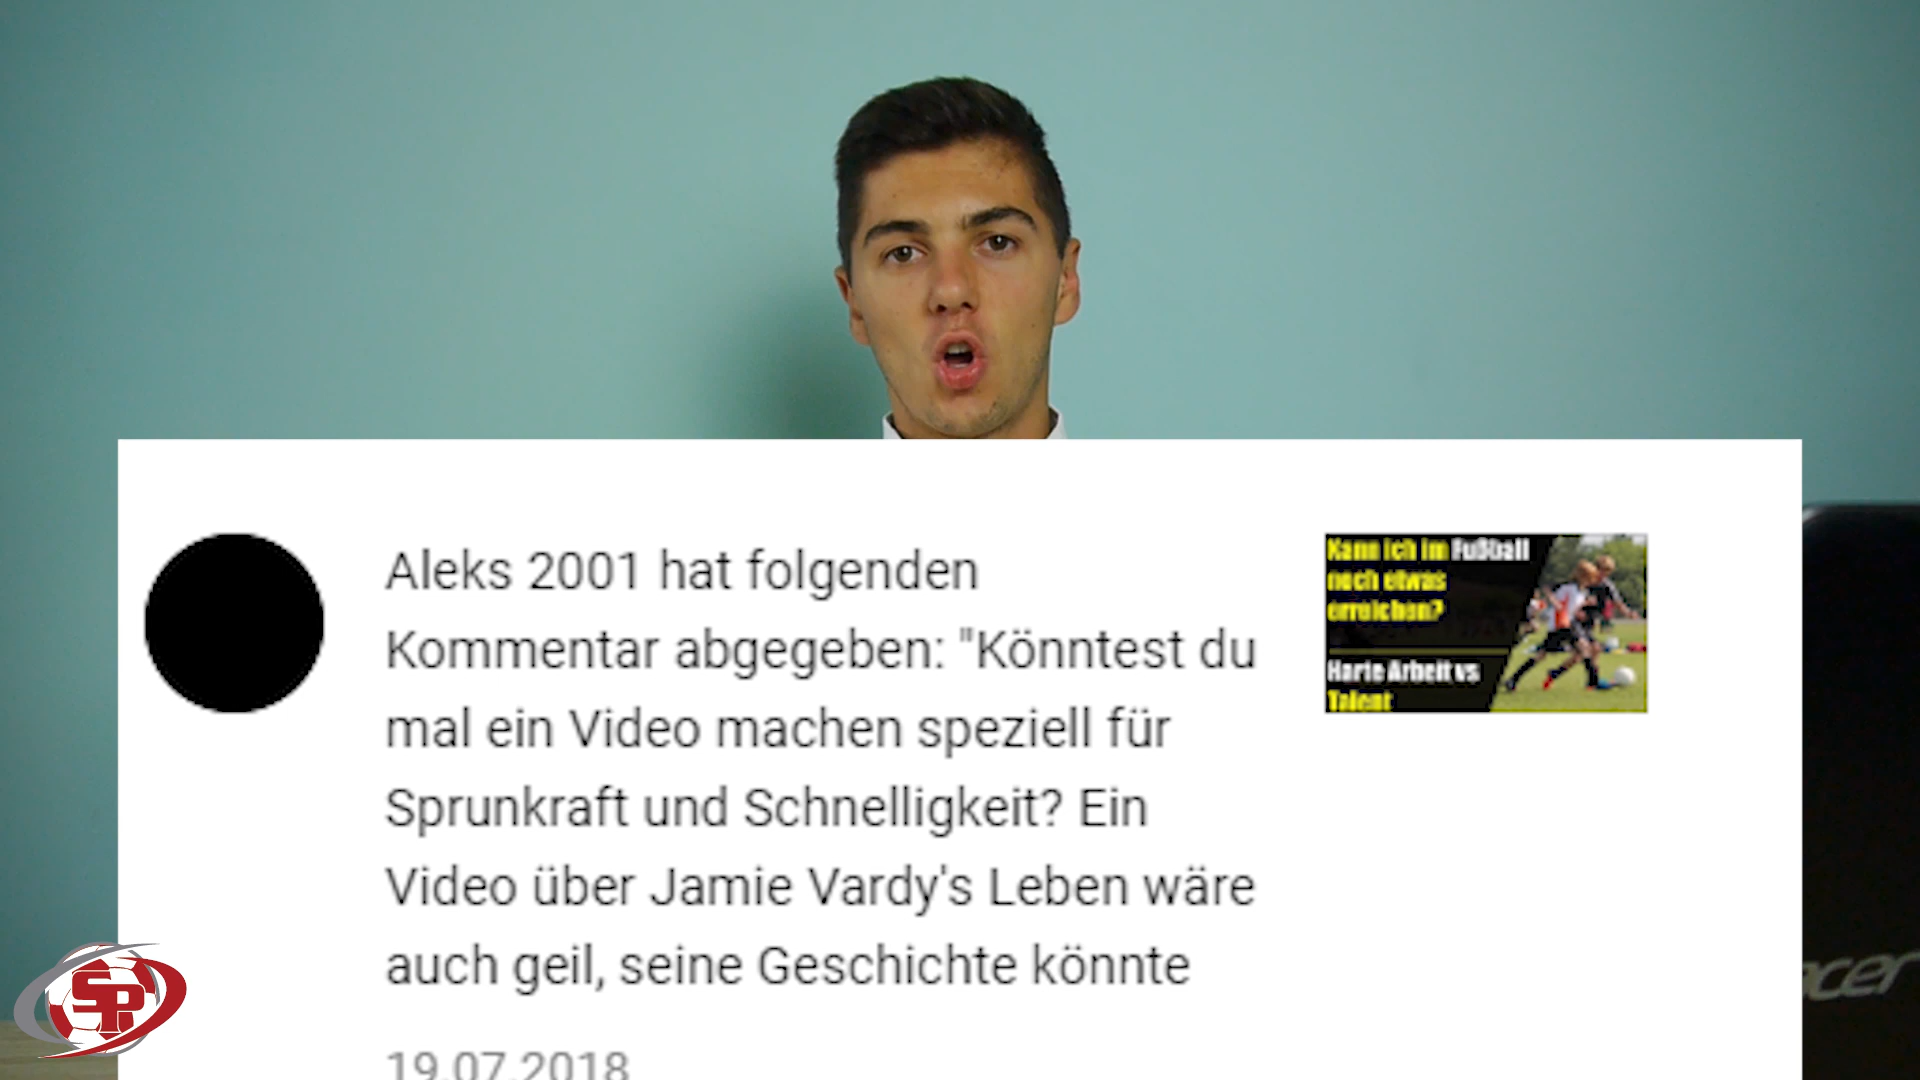 Aleks 2001 hat folgenden
Kommentar abgegeben: "Könntest du
mal ein Video machen speziell für
Sprunkraft und Schnelligkeit? Ein
Video über Jamie Vardy's Leben wäre
auch geil, seine Geschichte könnte
19.07.2018
Kann ich im Fußball
noch etwas
erreichen?
Harte Arbeit vs
Talent
SP
acer